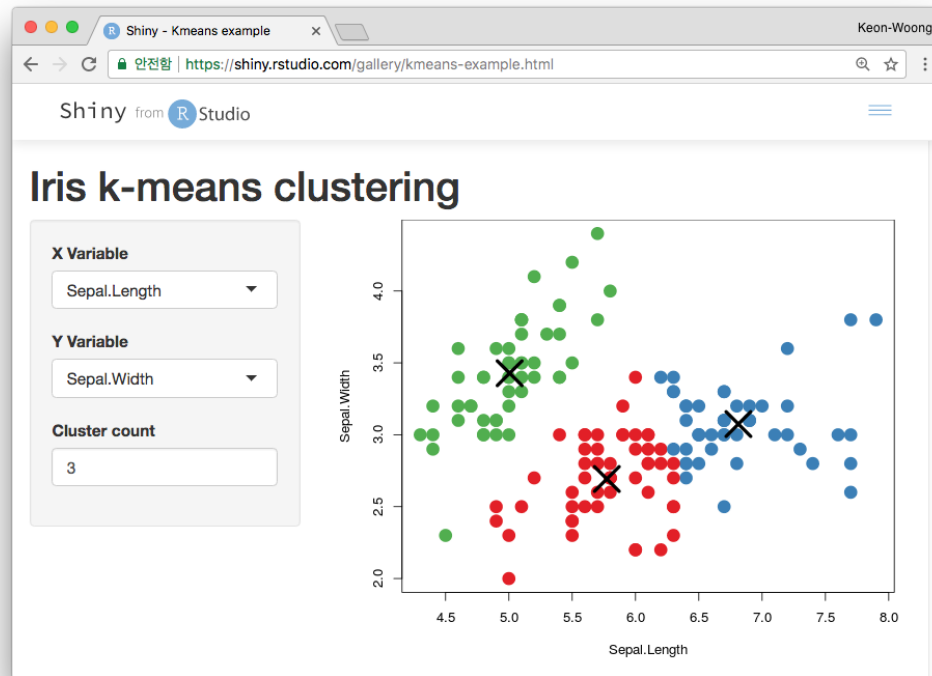 Shiny - Kmeans example
Keon-Woong
안전함 https://shiny.rstudio.com/gallery/kmeans-example.html
Shiny from R Studio
Iris k-means clustering
X Variable
Sepal.Length
Y Variable
Sepal.Width
Cluster count
3
Sepal.Width
4.0
3.5
3.0
2.5
2.0
4.5 5.0 5.5 6.0 6.5 7.0 7.5 8.0
Sepal.Length